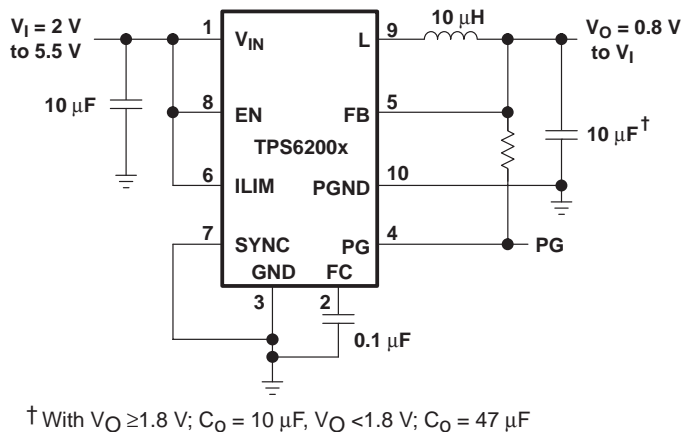 V_I = 2 V
to 5.5 V
10 μF
1
V_IN
8
EN
TPS6200x
6
ILIM
7
SYNC
GND
3
FC
2
0.1 μF
L
9
10 μH
V_O = 0.8 V
to V_I
FB
5
10 μF†
PGND
10
PG
4
PG
† With V_O ≥1.8 V; C_o = 10 μF, V_O <1.8 V; C_o = 47 μF